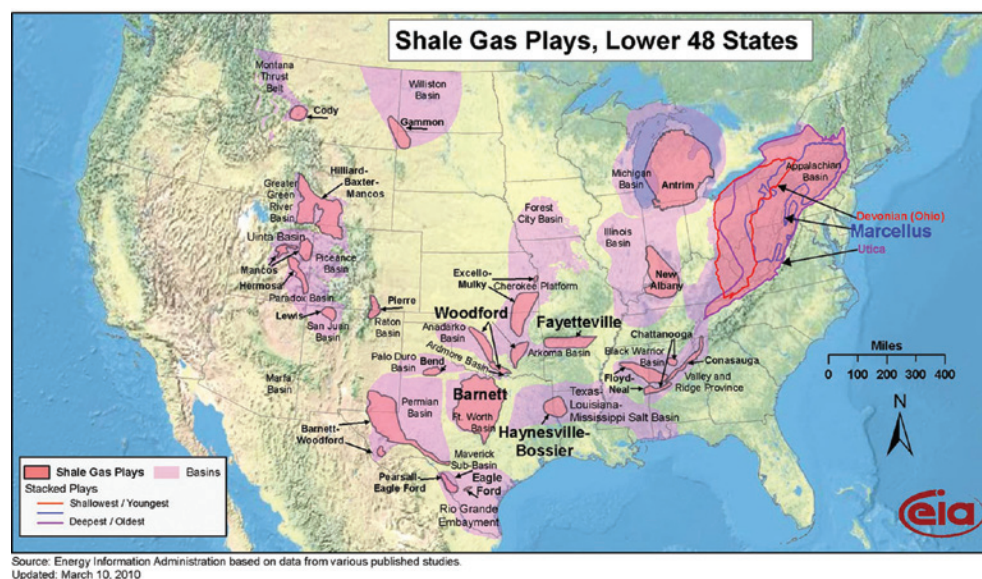 Shale Gas Plays, Lower 48 States
Montana
Thrust
Belt
Cody
Williston
Basin
Gammon
Hilliard-
Baxter-
Mancos
Greater
Green
River
Basin
Uinta Basin
Mancos
Piceance
Basin
Hermosa
Paradox Basin
Lewis
San Juan
Basin
Pierre
Raton
Basin
Michigan
Basin
Antrim
Forest
City Basin
Illinois
Basin
New
Albany
Appalachian
Basin
Devonian (Ohio)
Marcellus
Utica
Excello-
Mulky
Cherokee Platform
Woodford
Anadarko
Basin
Ardmore Basin
Palo Duro
Basin
Bend
Fayetteville
Arkoma Basin
Chattanooga
Black Warrior
Basin
Conasauga
Floyd-
Neal
Valley and
Ridge Province
Marfa
Basin
Permian
Basin
Barnett
Ft. Worth
Basin
Texas-
Louisiana-
Mississippi Salt Basin
Haynesville-
Bossier
Barnett-
Woodford
Maverick
Sub-Basin
Pearsall-
Eagle Ford
Eagle
Ford
Rio Grande
Embayment
Miles
0 100 200 300 400
N
Shale Gas Plays
Basins
Stacked Plays
Shallowest / Youngest
Deepest / Oldest
eia
Source: Energy Information Administration based on data from various published studies.
Updated: March 10, 2010